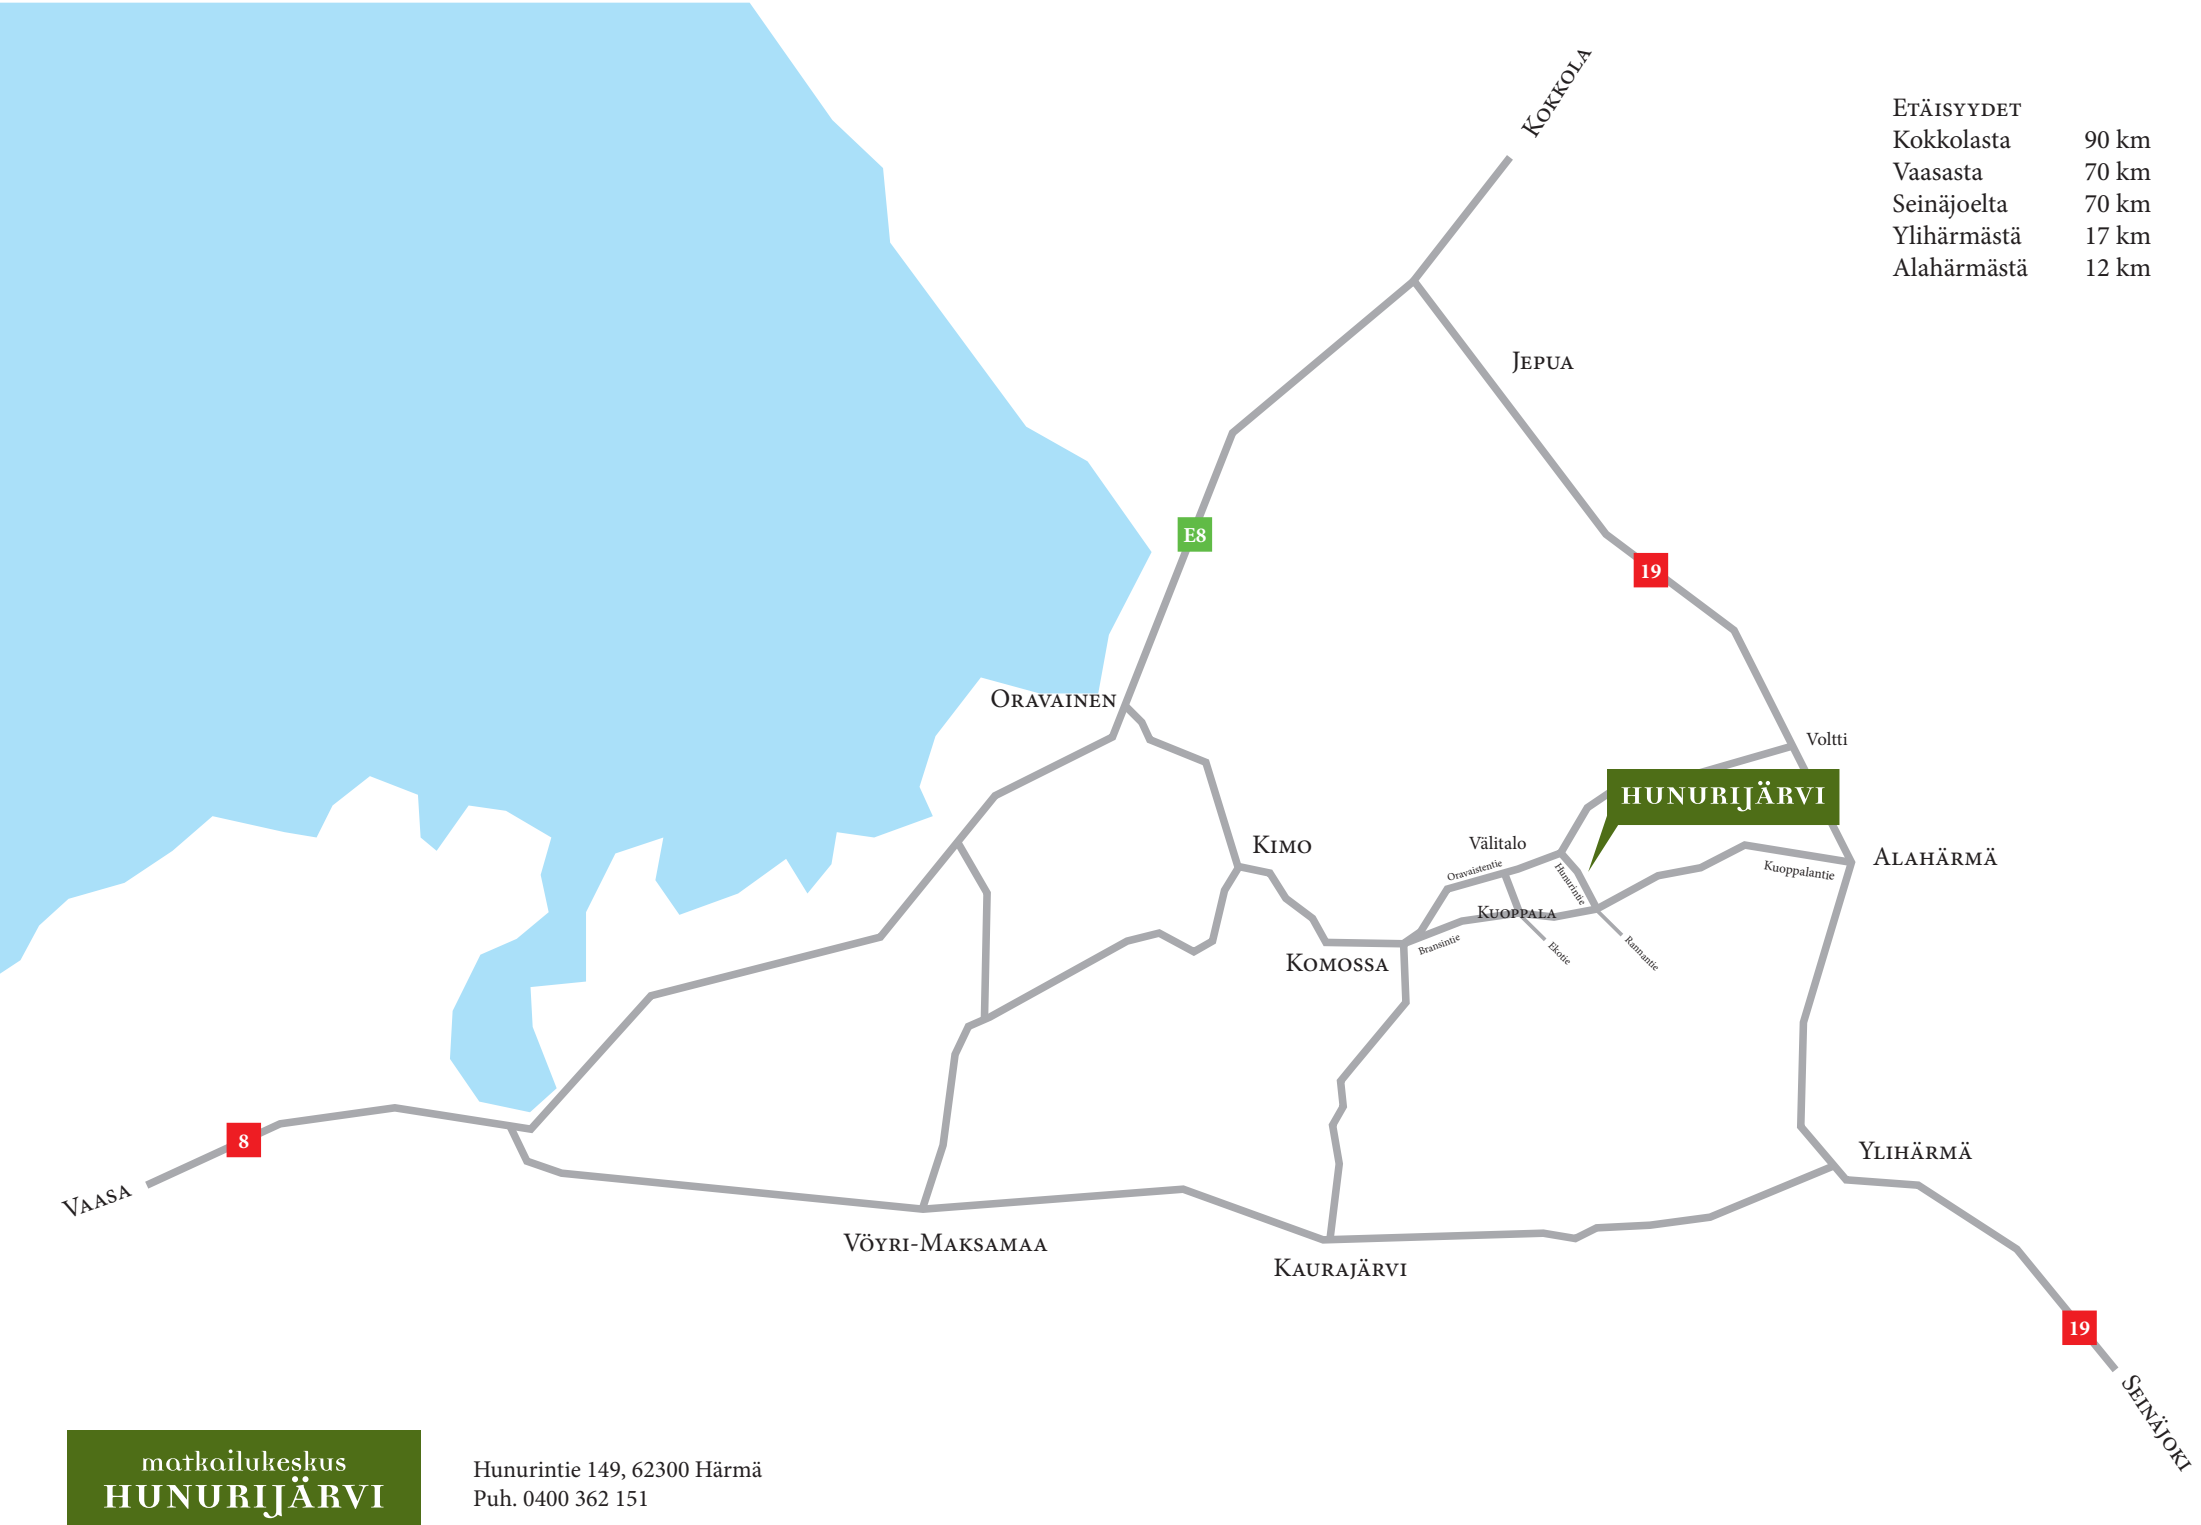 Kokkola
Etäisyydet
Kokkolasta 90 km
Vaasasta 70 km
Seinäjoelta 70 km
Ylihärmästä 17 km
Alahärmästä 12 km
Jepua
E8
19
Oravainen
Voltti
HUNURIJÄRVI
Kimo
Välitalo
Alahärmä
Oravaistentie
Hunurintie
Kuoppalantie
Kuoppala
Bransintie
Ekotie
Rannantie
Komossa
8
Vaasa
Ylihärmä
Vöyri-Maksamaa
Kaurajärvi
19
Seinäjoki
matkailukeskus
HUNURIJÄRVI
Hunurintie 149, 62300 Härmä
Puh. 0400 362 151